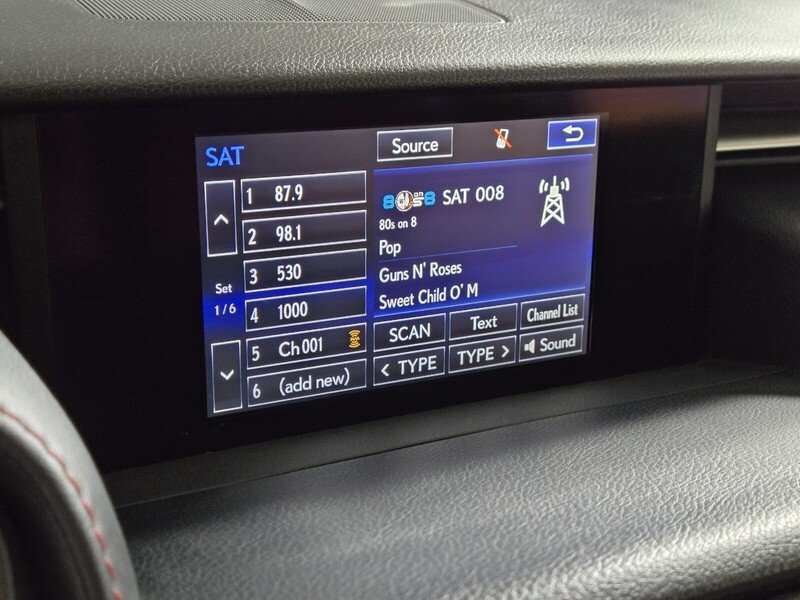 SAT
Source
1 87.9
2 98.1
3 530
4 1000
5 Ch 001
6 (add new)
Set
1/6
SAT 008
80s on 8
Pop
Guns N' Roses
Sweet Child O' M
SCAN
Text
Channel List
< TYPE
TYPE >
Sound